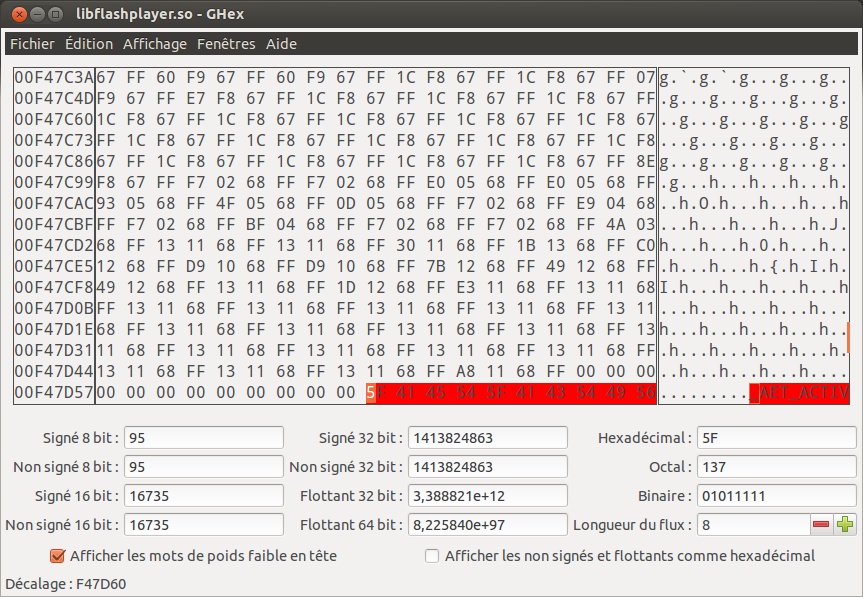 libflashplayer.so - GHex
Fichier Édition Affichage Fenêtres Aide
00F47C3A 67 FF 60 F9 67 FF 60 F9 67 FF 1C F8 67 FF 1C F8 67 FF 07 g.`.g.`.g...g...g..
00F47C4D F9 67 FF E7 F8 67 FF 1C F8 67 FF 1C F8 67 FF 1C F8 67 FF .g...g...g...g...g.
00F47C60 1C F8 67 FF 1C F8 67 FF 1C F8 67 FF 1C F8 67 FF 1C F8 67 ..g...g...g...g...g
00F47C73 FF 1C F8 67 FF 1C F8 67 FF 1C F8 67 FF 1C F8 67 FF 1C F8 ...g...g...g...g...
00F47C86 67 FF 1C F8 67 FF 1C F8 67 FF 1C F8 67 FF 1C F8 67 FF 8E g...g...g...g...g..
00F47C99 F8 67 FF F7 02 68 FF F7 02 68 FF E0 05 68 FF E0 05 68 FF .g...h...h...h...h.
00F47CAC 93 05 68 FF 4F 05 68 FF 0D 05 68 FF F7 02 68 FF E9 04 68 ..h.O.h...h...h...h
00F47CBF FF F7 02 68 FF BF 04 68 FF F7 02 68 FF F7 02 68 FF 4A 03 ...h...h...h...h.J.
00F47CD2 68 FF 13 11 68 FF 13 11 68 FF 30 11 68 FF 1B 13 68 FF C0 h...h...h.0.h...h..
00F47CE5 12 68 FF D9 10 68 FF D9 10 68 FF 7B 12 68 FF 49 12 68 FF .h...h...h.{.h.I.h.
00F47CF8 49 12 68 FF 13 11 68 FF 1D 12 68 FF E3 11 68 FF 13 11 68 I.h...h...h...h...h
00F47D0B FF 13 11 68 FF 13 11 68 FF 13 11 68 FF 13 11 68 FF 13 11 ...h...h...h...h...
00F47D1E 68 FF 13 11 68 FF 13 11 68 FF 13 11 68 FF 13 11 68 FF 13 h...h...h...h...h..
00F47D31 11 68 FF 13 11 68 FF 13 11 68 FF 13 11 68 FF 13 11 68 FF .h...h...h...h...h.
00F47D44 13 11 68 FF 13 11 68 FF 13 11 68 FF A8 11 68 FF 00 00 00 ..h...h...h...h....
00F47D57 00 00 00 00 00 00 00 00 00 5F 41 45 54 5F 41 43 54 49 56 ........._AET_ACTIV
Signé 8 bit : 95 Signé 32 bit : 1413824863 Hexadécimal : 5F
Non signé 8 bit : 95 Non signé 32 bit : 1413824863 Octal : 137
Signé 16 bit : 16735 Flottant 32 bit : 3,388821e+12 Binaire : 01011111
Non signé 16 bit : 16735 Flottant 64 bit : 8,225840e+97 Longueur du flux : 8
Afficher les mots de poids faible en tête Afficher les non signés et flottants comme hexadécimal
Décalage : F47D60